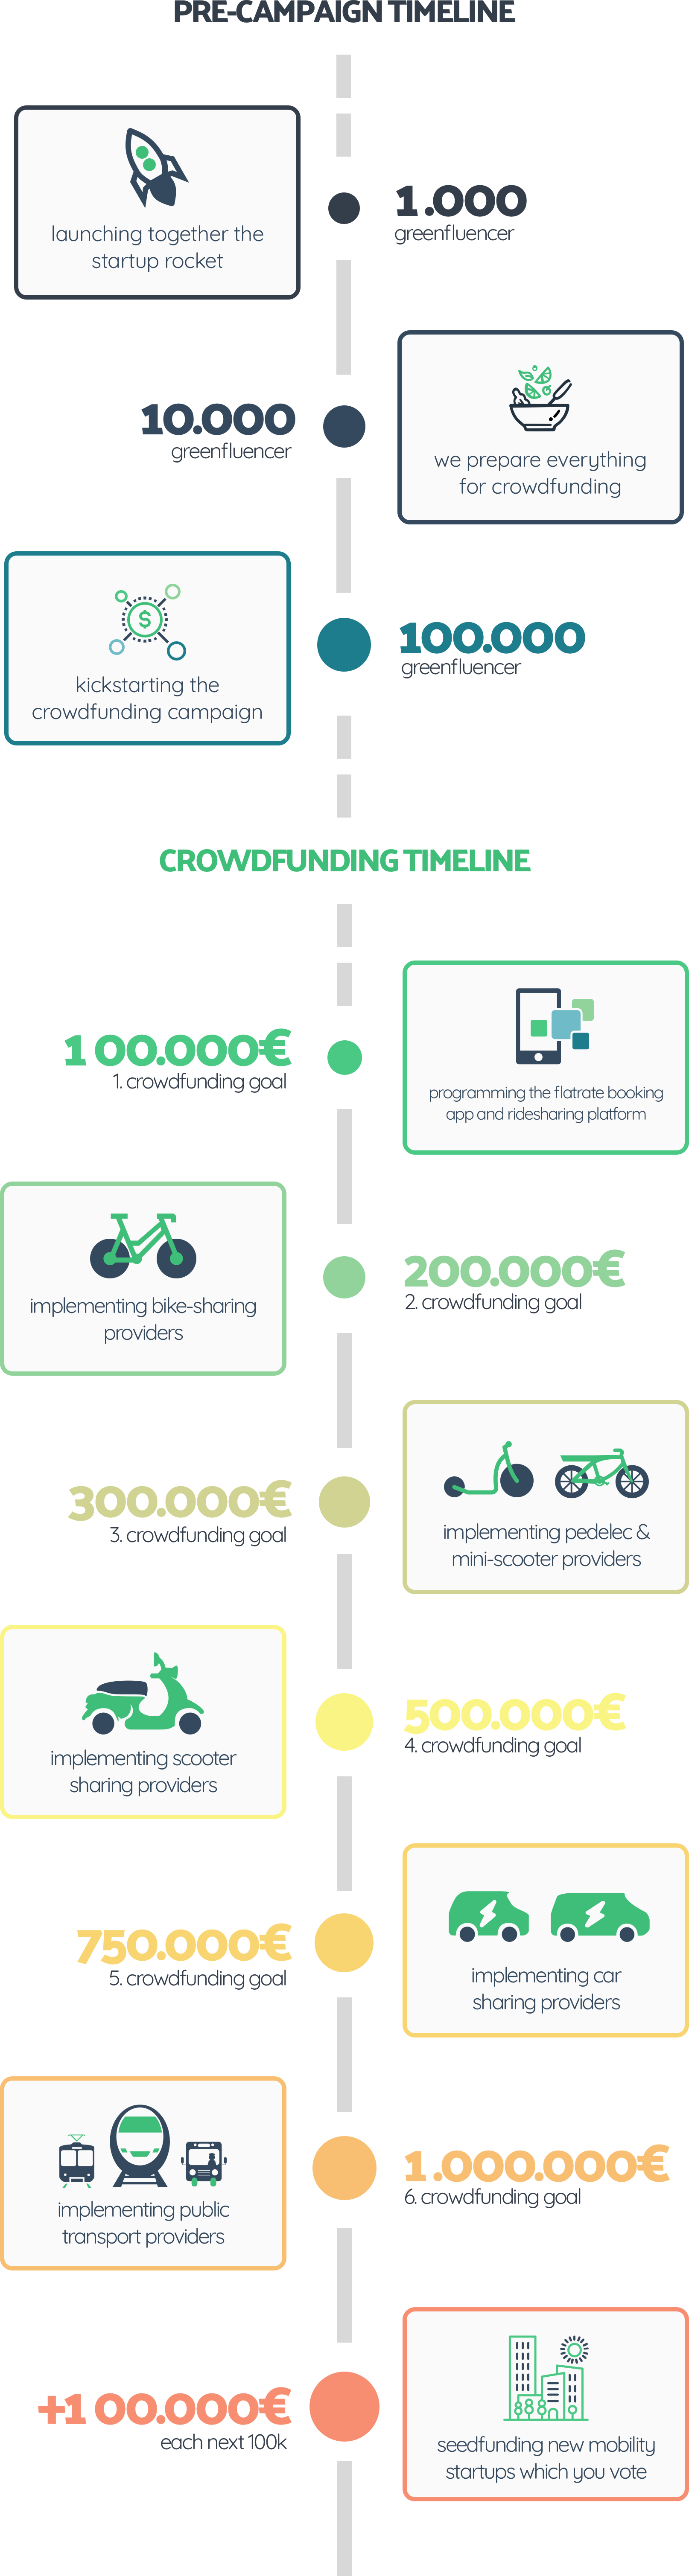 PRE-CAMPAIGN TIMELINE
launching together the
startup rocket
1.000
greenfluencer
10.000
greenfluencer
we prepare everything
for crowdfunding
$
kickstarting the
crowdfunding campaign
100.000
greenfluencer
CROWDFUNDING TIMELINE
100.000€
1. crowdfunding goal
programming the flatrate booking
app and ridesharing platform
implementing bike-sharing
providers
200.000€
2. crowdfunding goal
300.000€
3. crowdfunding goal
implementing pedelec &
mini-scooter providers
implementing scooter
sharing providers
500.000€
4. crowdfunding goal
750.000€
5. crowdfunding goal
implementing car
sharing providers
implementing public
transport providers
1.000.000€
6. crowdfunding goal
+100.000€
each next 100k
seedfunding new mobility
startups which you vote